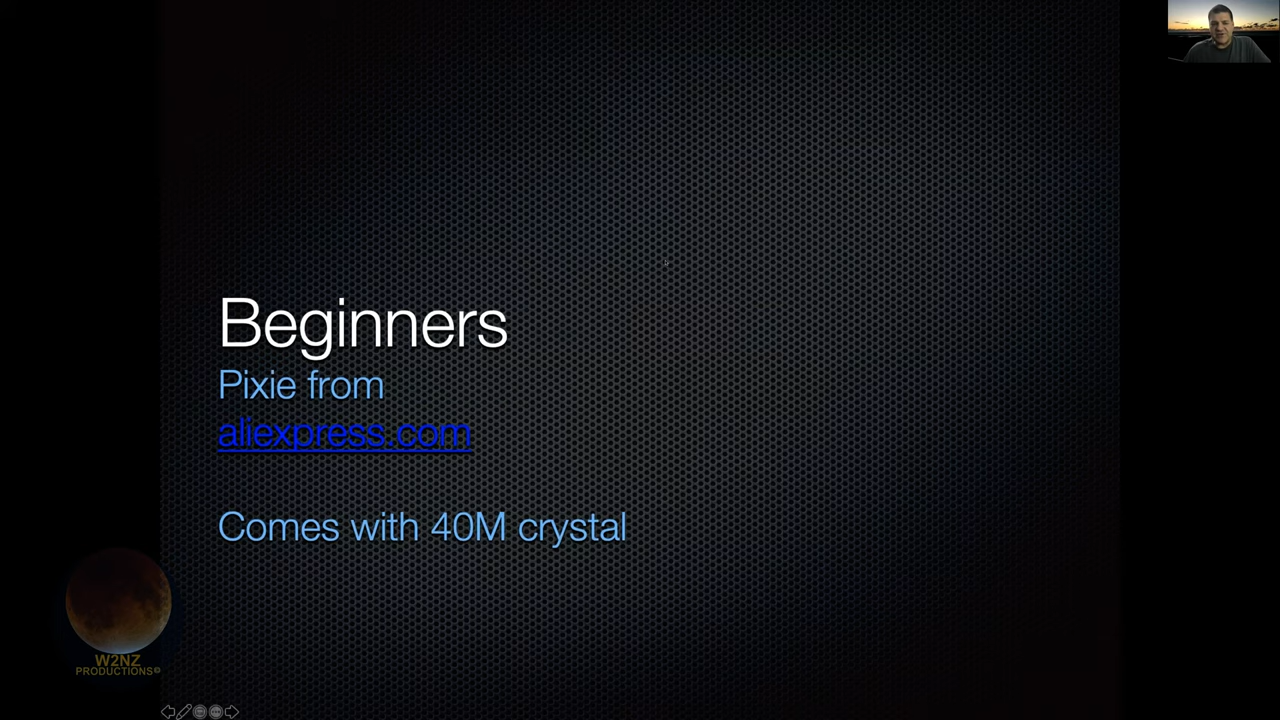 Beginners
Pixie from
aliexpress.com
Comes with 40M crystal
W2NZ
PRODUCTIONS